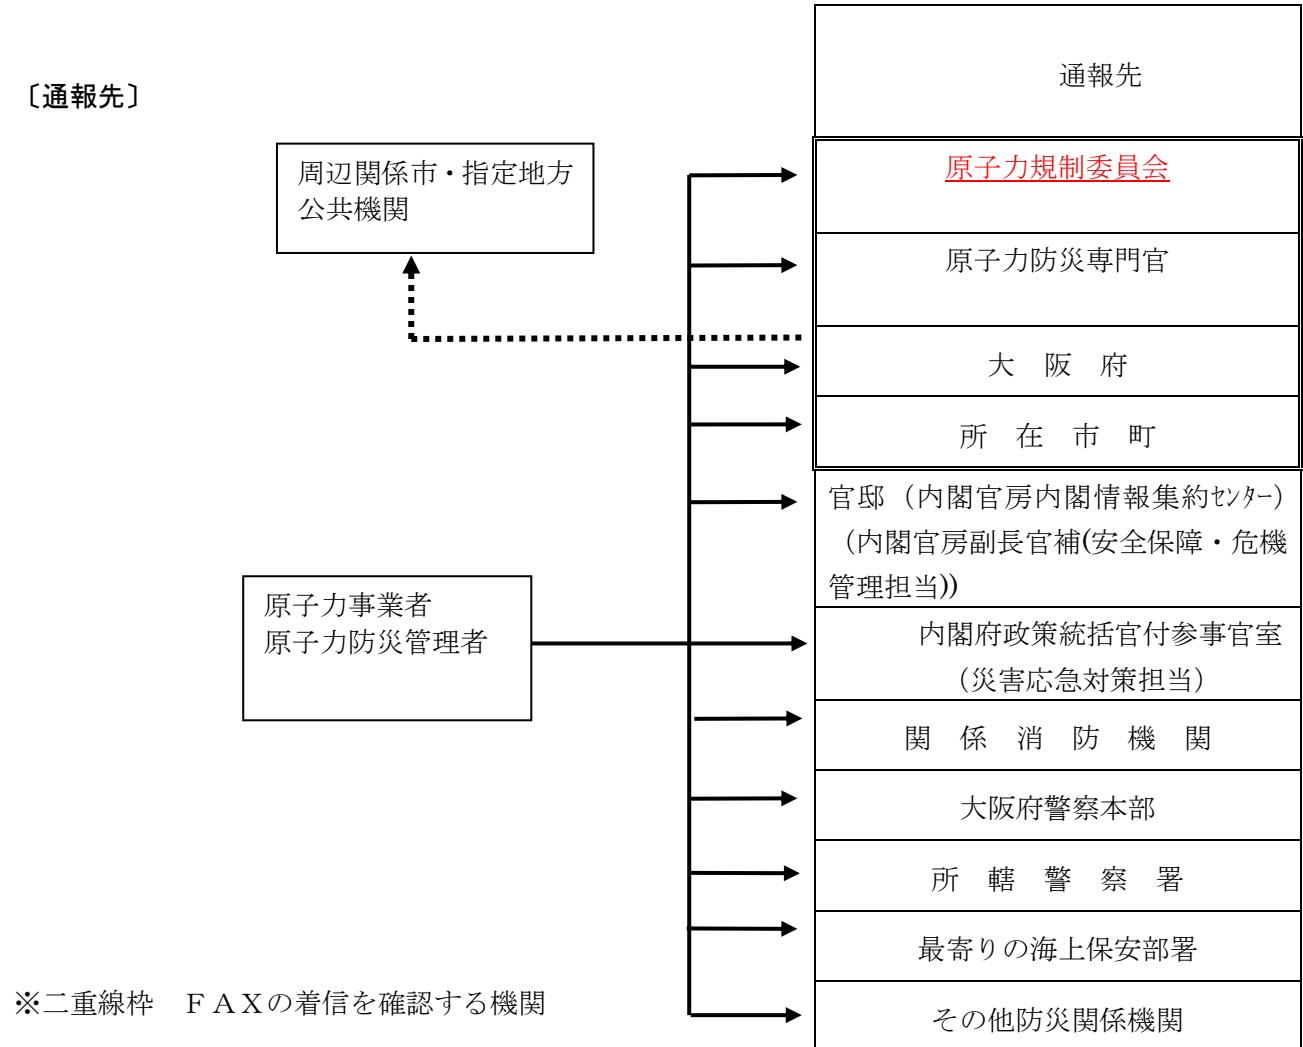 〔通報先〕
通報先
周辺関係市・指定地方
公共機関
原子力規制委員会
原子力防災専門官
大　阪　府
所　在　市　町
官邸（内閣官房内閣情報集約ｾﾝﾀｰ）
（内閣官房副長官補(安全保障・危機
管理担当))
原子力事業者
原子力防災管理者
内閣府政策統括官付参事官室
（災害応急対策担当）
関　係　消　防　機　関
大阪府警察本部
所　轄　警　察　署
最寄りの海上保安部署
その他防災関係機関
※二重線枠　ＦＡＸの着信を確認する機関